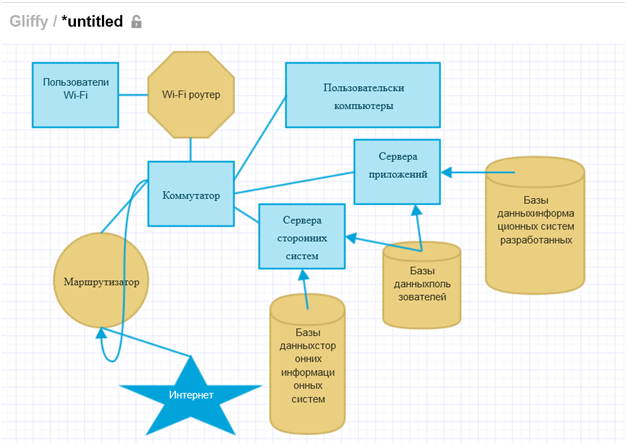 Gliffy / *untitled
Пользователи
Wi-Fi
Wi-Fi роутер
Пользовательски
компьютеры
Сервера
приложений
Коммутатор
Базы
данныхинформа
ционных систем
разработанных
Сервера
сторонних
систем
Маршрутизатор
Базы
данныхполь
зователей
Базы
данныхстор
онних
информаци
онных
систем
Интернет